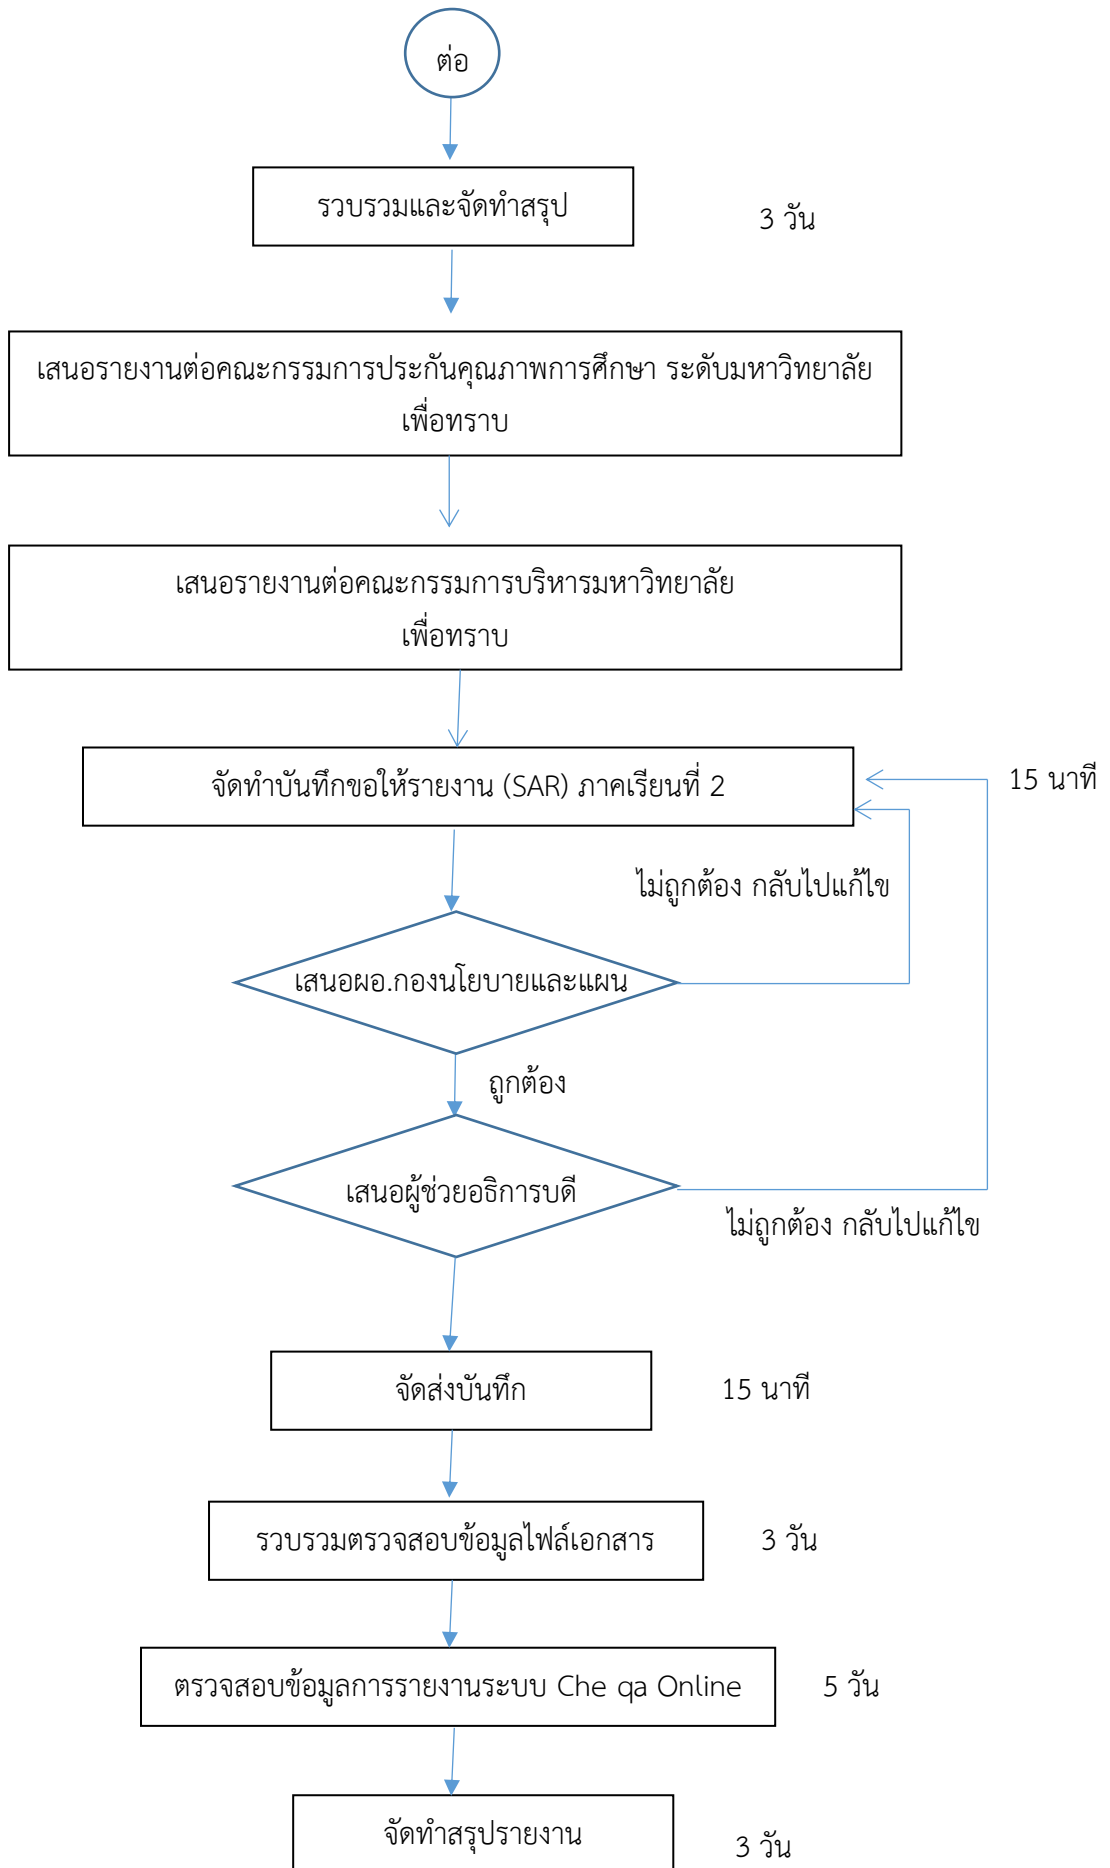 ต่อ
รวบรวมและจัดทำสรุป
3 วัน
เสนอรายงานต่อคณะกรรมการประกันคุณภาพการศึกษา ระดับมหาวิทยาลัย
เพื่อทราบ
เสนอรายงานต่อคณะกรรมการบริหารมหาวิทยาลัย
เพื่อทราบ
จัดทำบันทึกขอให้รายงาน (SAR) ภาคเรียนที่ 2
15 นาที
ไม่ถูกต้อง กลับไปแก้ไข
เสนอผอ.กองนโยบายและแผน
ถูกต้อง
เสนอผู้ช่วยอธิการบดี
ไม่ถูกต้อง กลับไปแก้ไข
จัดส่งบันทึก
15 นาที
รวบรวมตรวจสอบข้อมูลไฟล์เอกสาร
3 วัน
ตรวจสอบข้อมูลการรายงานระบบ Che qa Online
5 วัน
จัดทำสรุปรายงาน
3 วัน